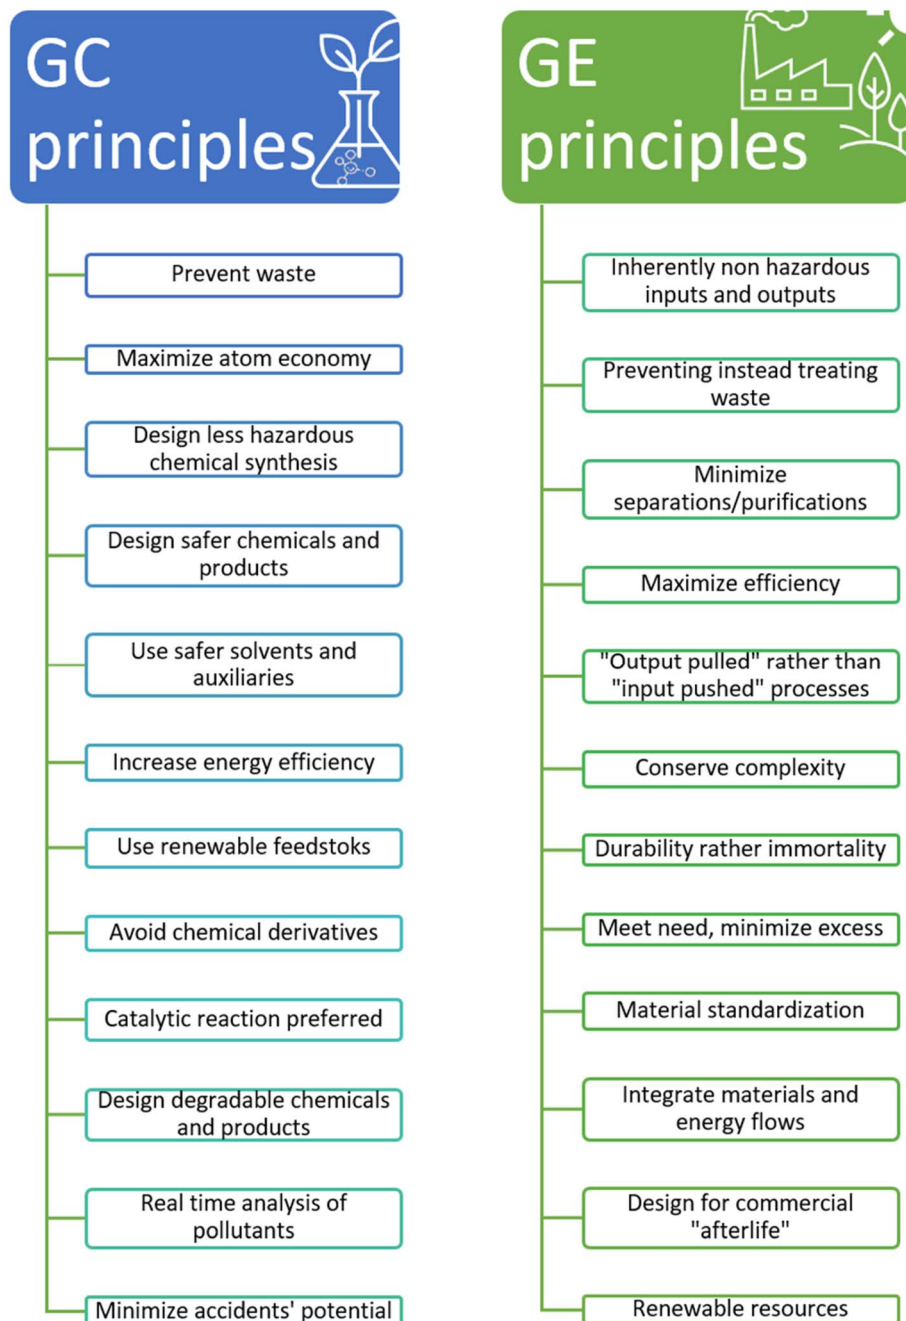 GC
principles
Prevent waste
Maximize atom economy
Design less hazardous
chemical synthesis
Design safer chemicals and
products
Use safer solvents and
auxiliaries
Increase energy efficiency
Use renewable feedstoks
Avoid chemical derivatives
Catalytic reaction preferred
Design degradable chemicals
and products
Real time analysis of
pollutants
Minimize accidents' potential
GE
principles
Inherently non hazardous
inputs and outputs
Preventing instead treating
waste
Minimize
separations/purifications
Maximize efficiency
"Output pulled" rather than
"input pushed" processes
Conserve complexity
Durability rather immortality
Meet need, minimize excess
Material standardization
Integrate materials and
energy flows
Design for commercial
"afterlife"
Renewable resources